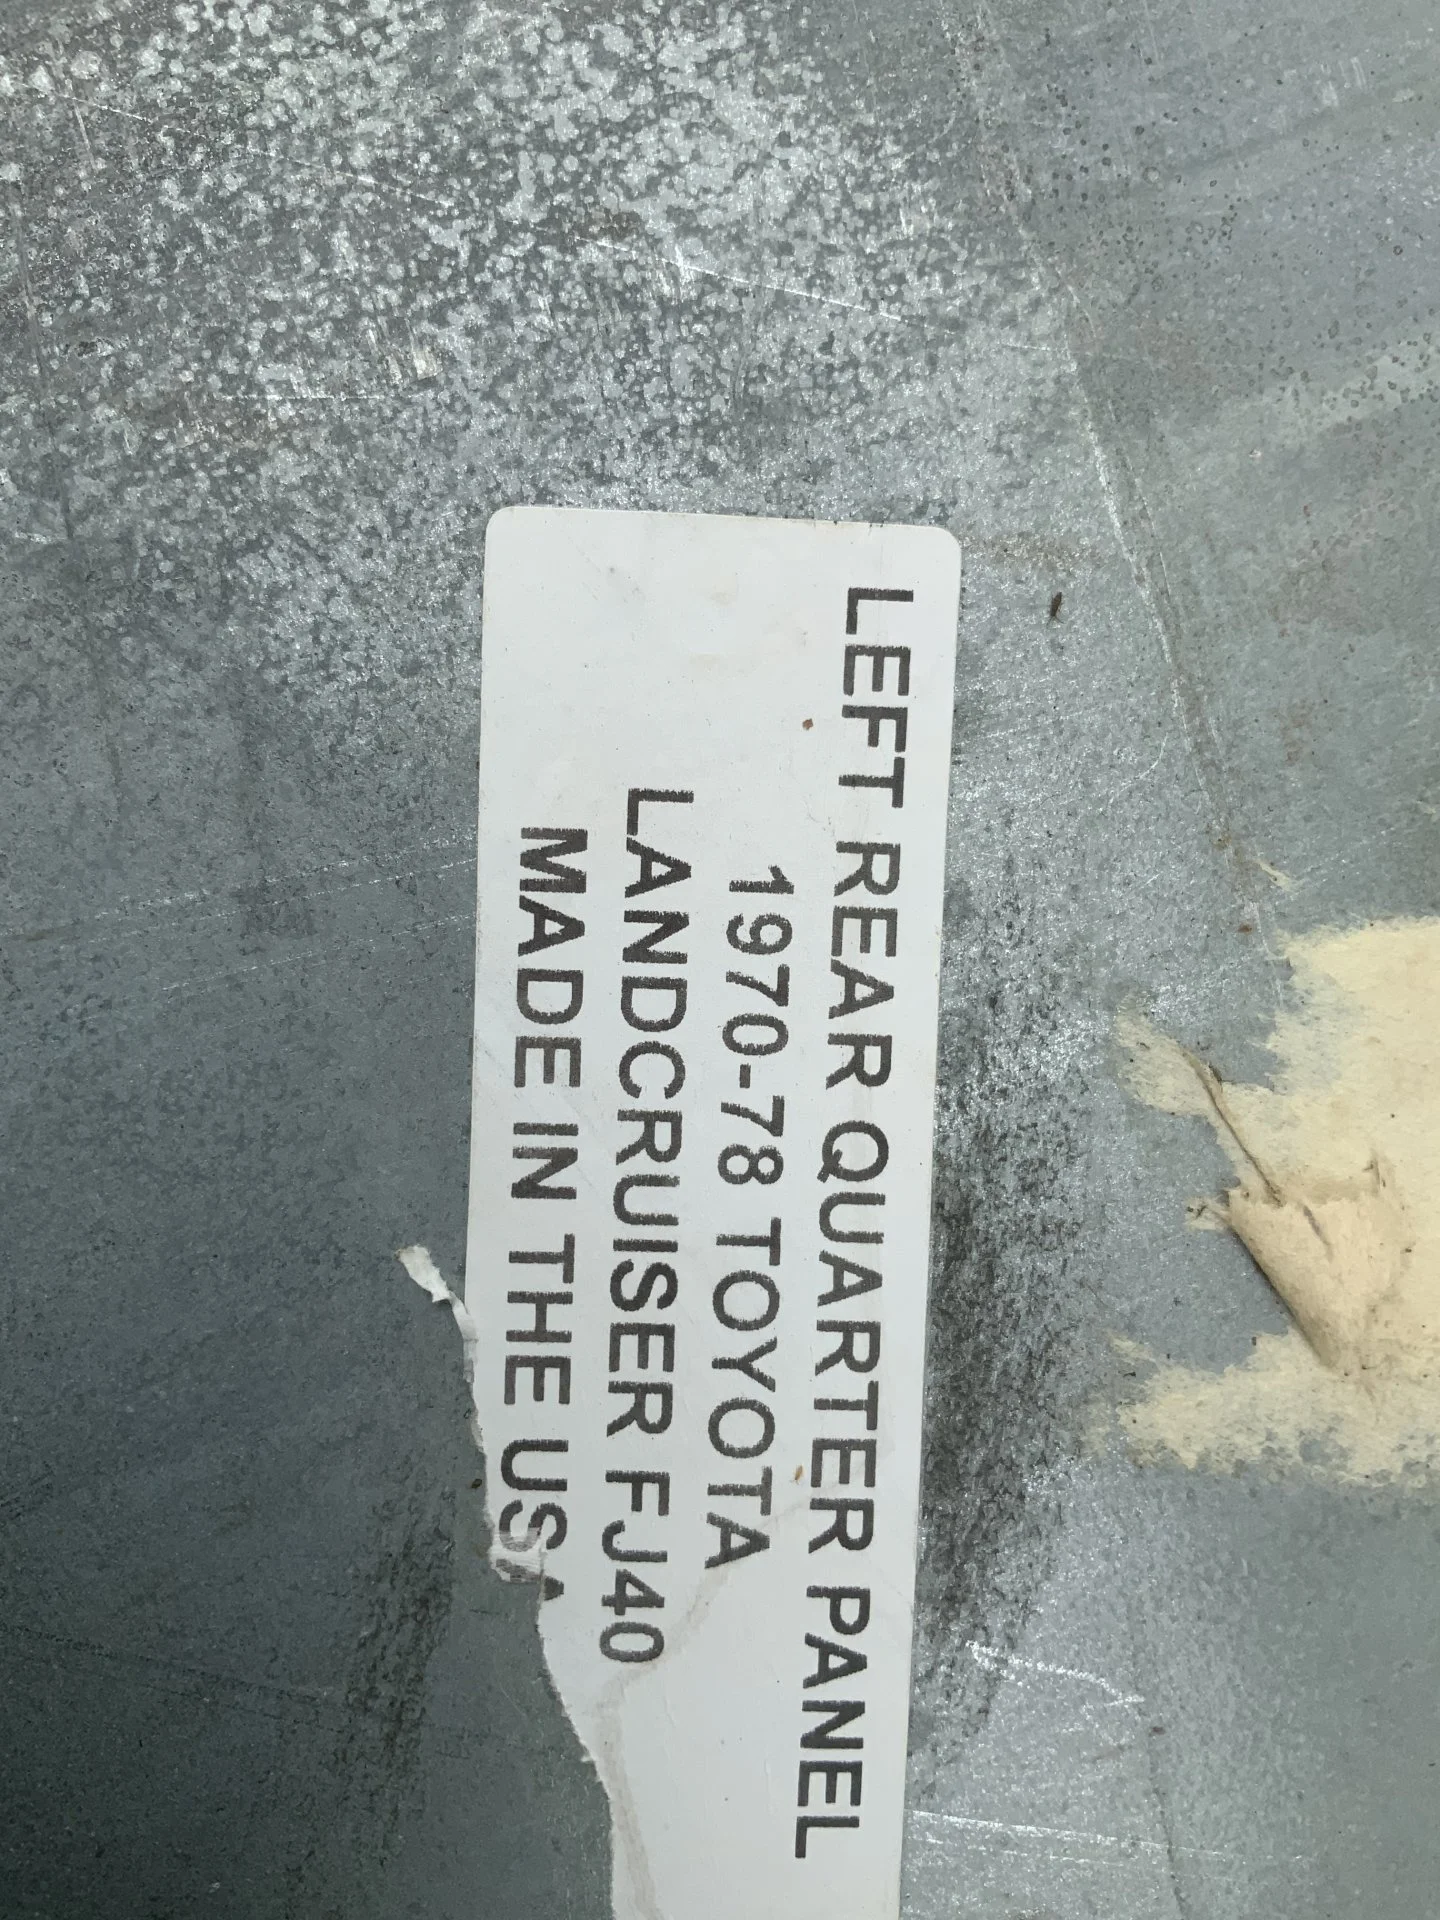 LEFT REAR QUARTER PANEL
1970-78 TOYOTA
LANDCRUISER FJ40
MADE IN THE USA